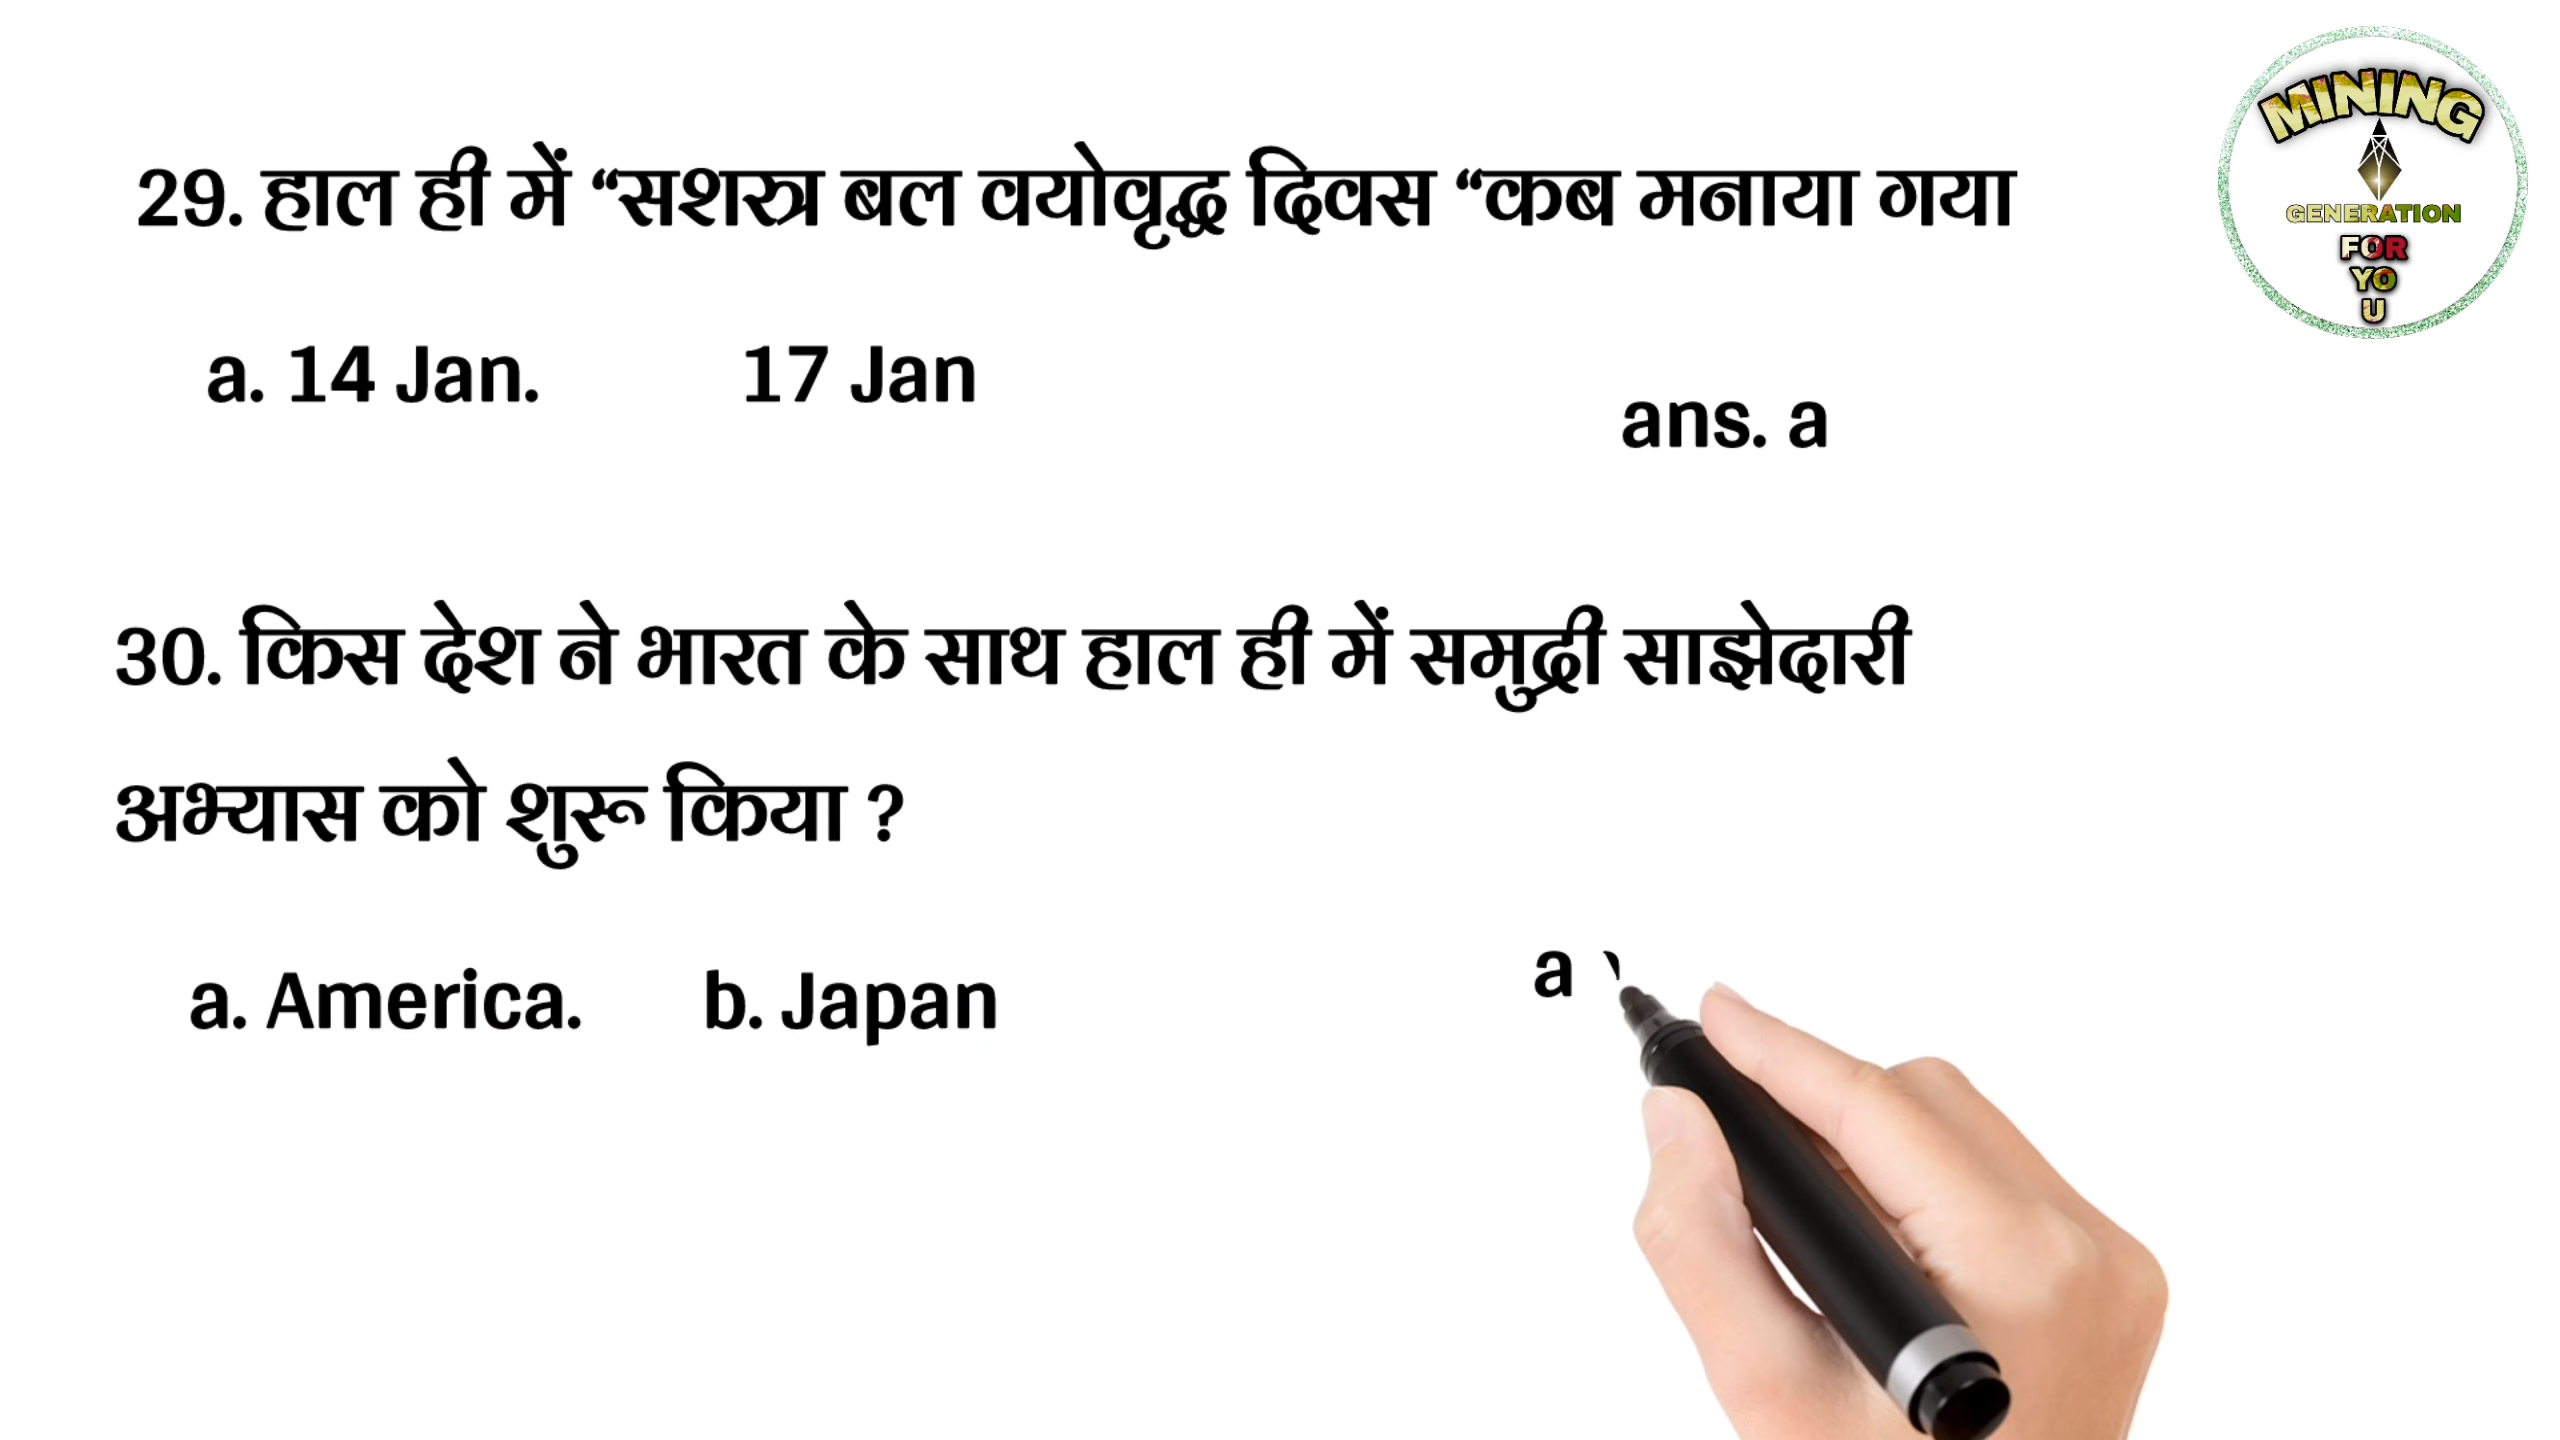 MINING
GENERATION
FOR
YO
U
29. हाल ही में “सशस्त्र बल वयोवृद्ध दिवस “कब मनाया गया
a. 14 Jan. 17 Jan
ans. a
30. किस देश ने भारत के साथ हाल ही में समुद्री साझेदारी
अभ्यास को शुरू किया ?
a. America. b. Japan
a